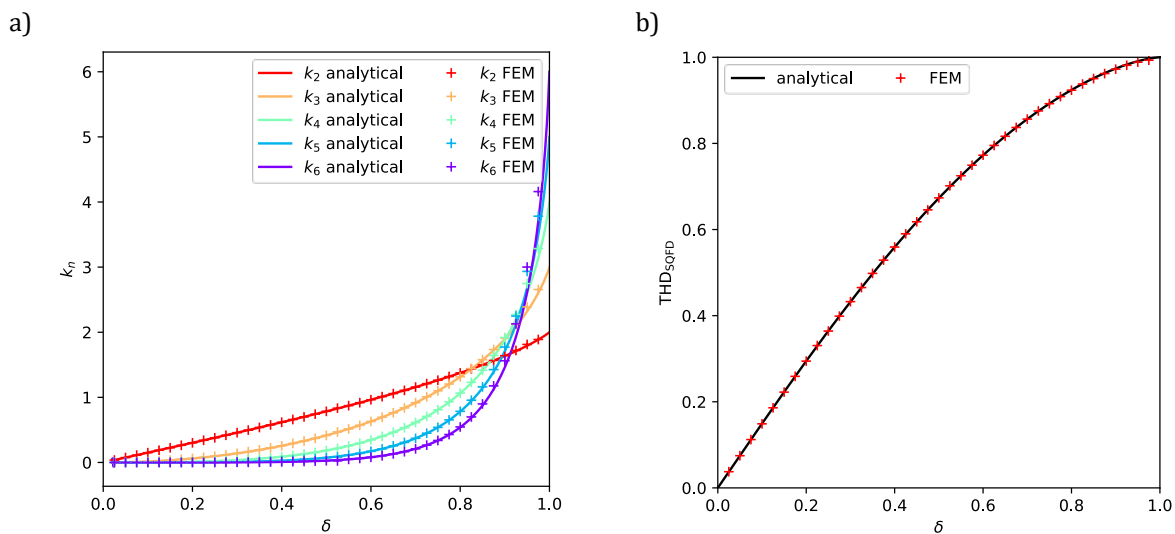 a)
6
5
4
3
2
1
0
kₙ
k₂ analytical
k₃ analytical
k₄ analytical
k₅ analytical
k₆ analytical
k₂ FEM
k₃ FEM
k₄ FEM
k₅ FEM
k₆ FEM
0.0 0.2 0.4 0.6 0.8 1.0
δ
b)
1.0
0.8
0.6
0.4
0.2
0.0
THD_SQFD
analytical FEM
0.0 0.2 0.4 0.6 0.8 1.0
δ